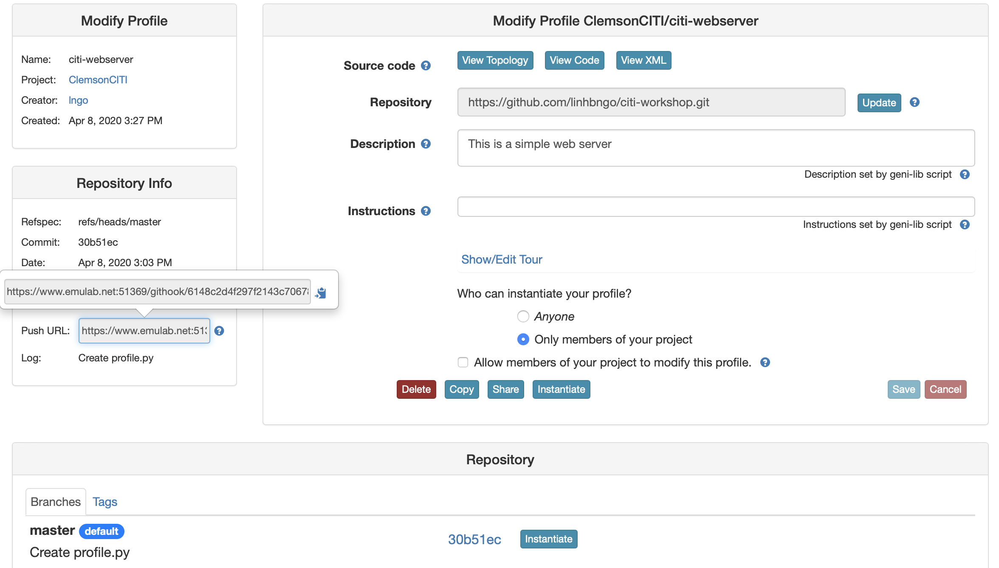 Modify Profile
Name: citi-webserver
Project: ClemsonCITI
Creator: lngo
Created: Apr 8, 2020 3:27 PM
Repository Info
Refspec: refs/heads/master
Commit: 30b51ec
Date: Apr 8, 2020 3:03 PM
https://www.emulab.net:51369/githook/6148c2d4f297f2143c7067
Push URL: https://www.emulab.net:51
Log: Create profile.py
Modify Profile ClemsonCITI/citi-webserver
Source code View Topology View Code View XML
Repository https://github.com/linhbngo/citi-workshop.git Update
Description This is a simple web server
Description set by geni-lib script
Instructions
Instructions set by geni-lib script
Show/Edit Tour
Who can instantiate your profile?
Anyone
Only members of your project
Allow members of your project to modify this profile.
Delete Copy Share Instantiate Save Cancel
Repository
Branches Tags
master default
30b51ec Instantiate
Create profile.py